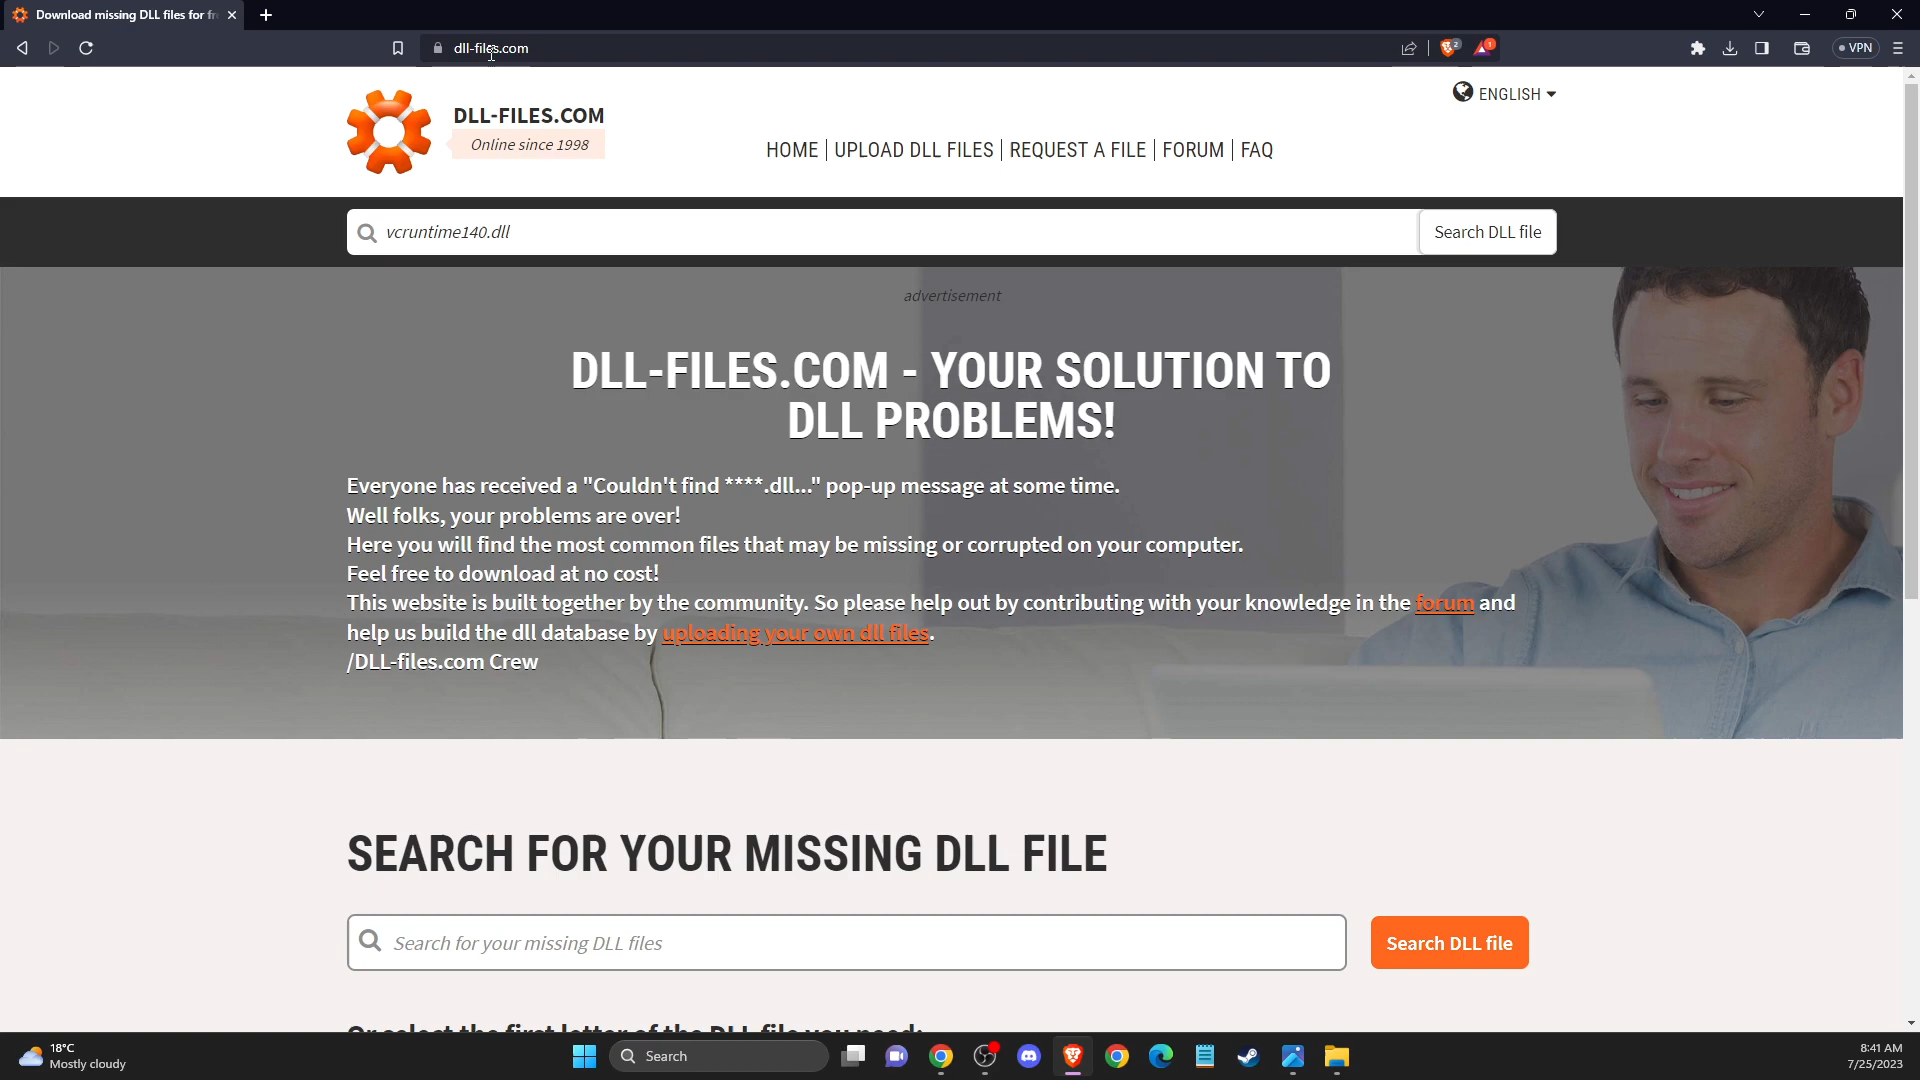 Download missing DLL files for fr
dll-files.com
2
1
VPN
DLL-FILES.COM
Online since 1998
ENGLISH
HOME | UPLOAD DLL FILES | REQUEST A FILE | FORUM | FAQ
vcruntime140.dll
Search DLL file
advertisement
DLL-FILES.COM - YOUR SOLUTION TO
DLL PROBLEMS!
Everyone has received a "Couldn't find ****.dll..." pop-up message at some time.
Well folks, your problems are over!
Here you will find the most common files that may be missing or corrupted on your computer.
Feel free to download at no cost!
This website is built together by the community. So please help out by contributing with your knowledge in the forum and
help us build the dll database by uploading your own dll files.
/DLL-files.com Crew
SEARCH FOR YOUR MISSING DLL FILE
Search for your missing DLL files
Search DLL file
Or select the first letter of the DLL file you need:
18°C
Mostly cloudy
Search
8:41 AM
7/25/2023